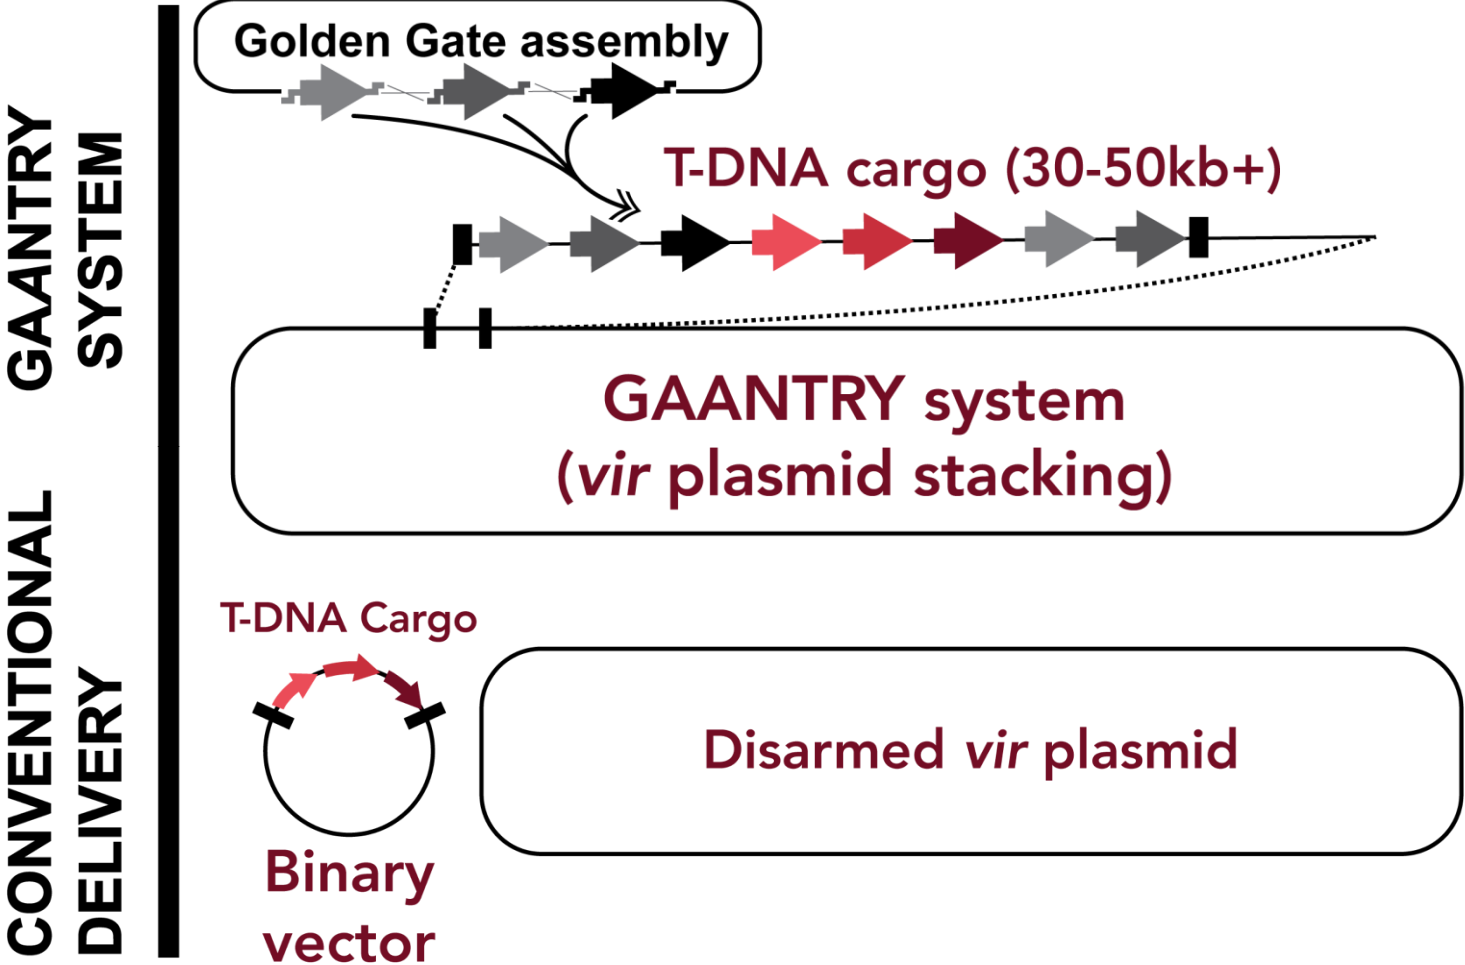 GAANTRY
SYSTEM
Golden Gate assembly
T-DNA cargo (30-50kb+)
GAANTRY system
(vir plasmid stacking)
CONVENTIONAL
DELIVERY
T-DNA Cargo
Binary
vector
Disarmed vir plasmid